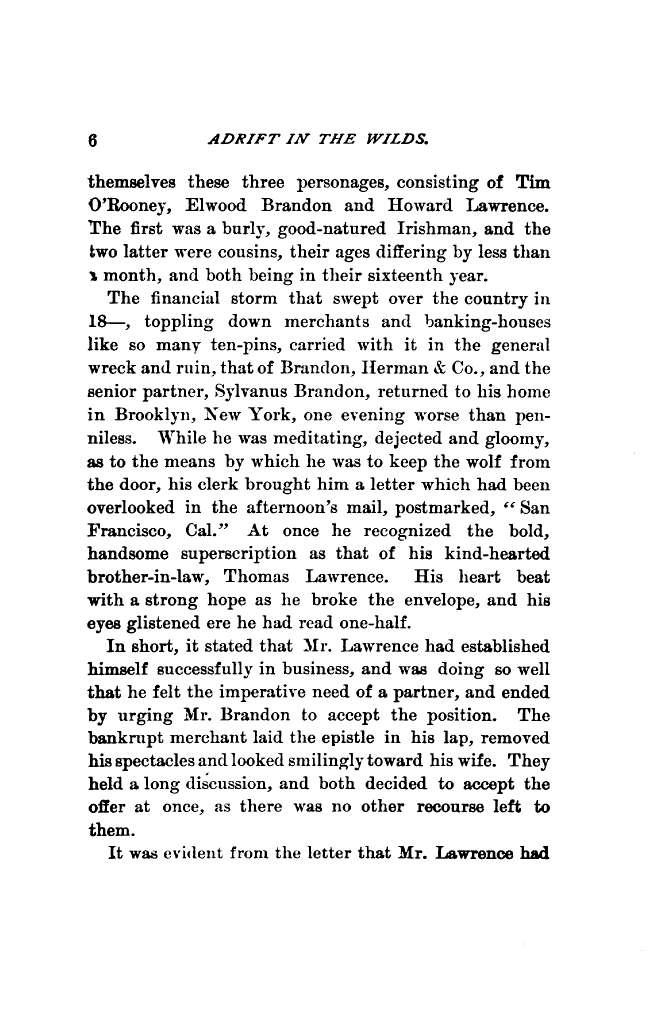 6 ADRIFT IN THE WILDS.
themselves these three personages, consisting of Tim
O'Rooney, Elwood Brandon and Howard Lawrence.
The first was a burly, good-natured Irishman, and the
two latter were cousins, their ages differing by less than
a month, and both being in their sixteenth year.
The financial storm that swept over the country in
18—, toppling down merchants and banking-houses
like so many ten-pins, carried with it in the general
wreck and ruin, that of Brandon, Herman & Co., and the
senior partner, Sylvanus Brandon, returned to his home
in Brooklyn, New York, one evening worse than pen-
niless. While he was meditating, dejected and gloomy,
as to the means by which he was to keep the wolf from
the door, his clerk brought him a letter which had been
overlooked in the afternoon's mail, postmarked, “San
Francisco, Cal.” At once he recognized the bold,
handsome superscription as that of his kind-hearted
brother-in-law, Thomas Lawrence. His heart beat
with a strong hope as he broke the envelope, and his
eyes glistened ere he had read one-half.
In short, it stated that Mr. Lawrence had established
himself successfully in business, and was doing so well
that he felt the imperative need of a partner, and ended
by urging Mr. Brandon to accept the position. The
bankrupt merchant laid the epistle in his lap, removed
his spectacles and looked smilingly toward his wife. They
held a long discussion, and both decided to accept the
offer at once, as there was no other recourse left to
them.
It was evident from the letter that Mr. Lawrence had